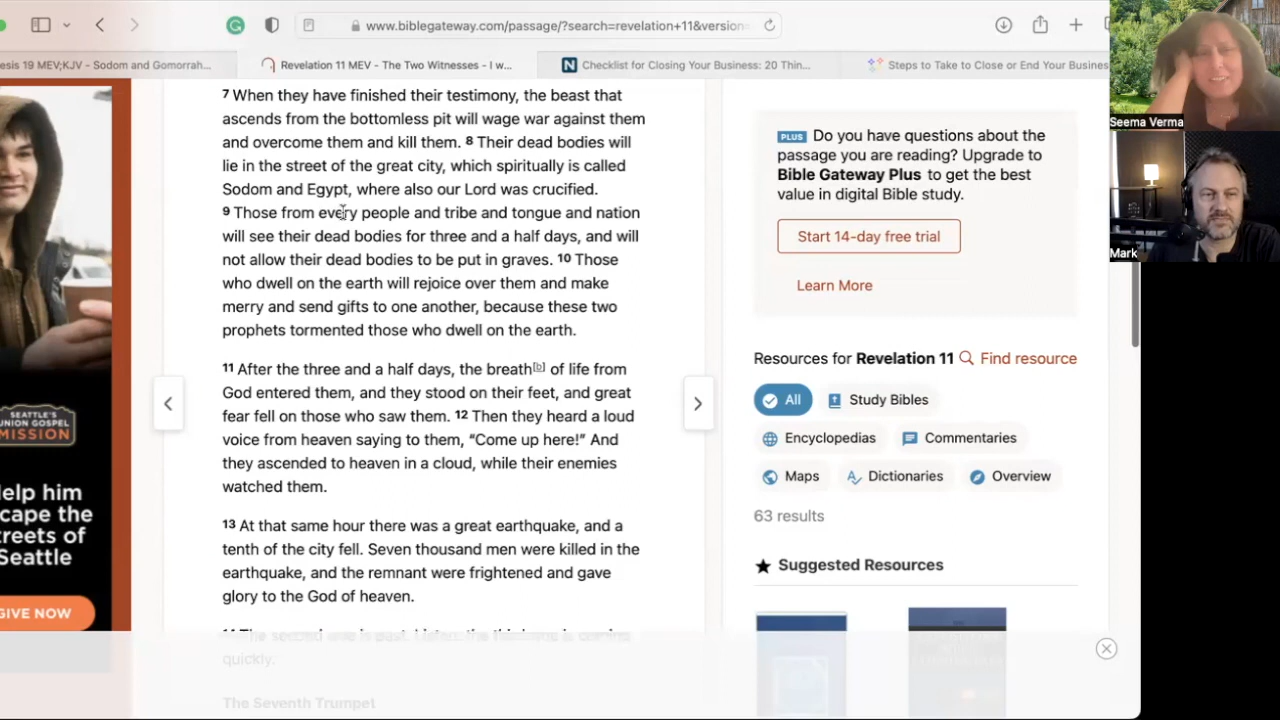 www.biblegateway.com/passage/?search=revelation+11&version=
esis 19 MEV;KJV - Sodom and Gomorrah...
Revelation 11 MEV - The Two Witnesses - I w...
Checklist for Closing Your Business: 20 Thin...
Steps to Take to Close or End Your Busines
7 When they have finished their testimony, the beast that
ascends from the bottomless pit will wage war against them
and overcome them and kill them. 8 Their dead bodies will
lie in the street of the great city, which spiritually is called
Sodom and Egypt, where also our Lord was crucified.
9 Those from every people and tribe and tongue and nation
will see their dead bodies for three and a half days, and will
not allow their dead bodies to be put in graves. 10 Those
who dwell on the earth will rejoice over them and make
merry and send gifts to one another, because these two
prophets tormented those who dwell on the earth.
11 After the three and a half days, the breath[b] of life from
God entered them, and they stood on their feet, and great
fear fell on those who saw them. 12 Then they heard a loud
voice from heaven saying to them, “Come up here!” And
they ascended to heaven in a cloud, while their enemies
watched them.
13 At that same hour there was a great earthquake, and a
tenth of the city fell. Seven thousand men were killed in the
earthquake, and the remnant were frightened and gave
glory to the God of heaven.
quickly.
The Seventh Trumpet
PLUS Do you have questions about the
passage you are reading? Upgrade to
Bible Gateway Plus to get the best
value in digital Bible study.
Start 14-day free trial
Learn More
Resources for Revelation 11
Find resource
All
Study Bibles
Encyclopedias
Commentaries
Maps
Dictionaries
Overview
63 results
Suggested Resources
SEATTLE'S
UNION GOSPEL
MISSION
elp him
cape the
treets of
Seattle
GIVE NOW
Seema Verma
Mark